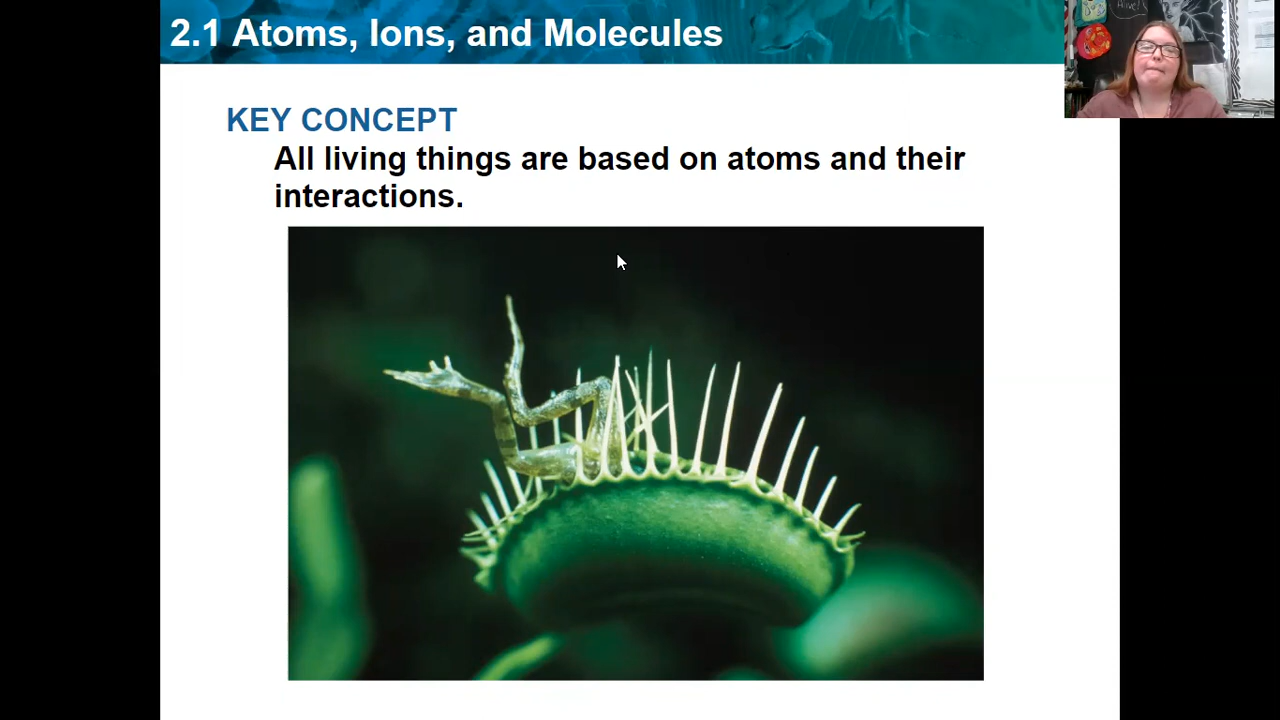 2.1 Atoms, Ions, and Molecules
KEY CONCEPT
All living things are based on atoms and their
interactions.